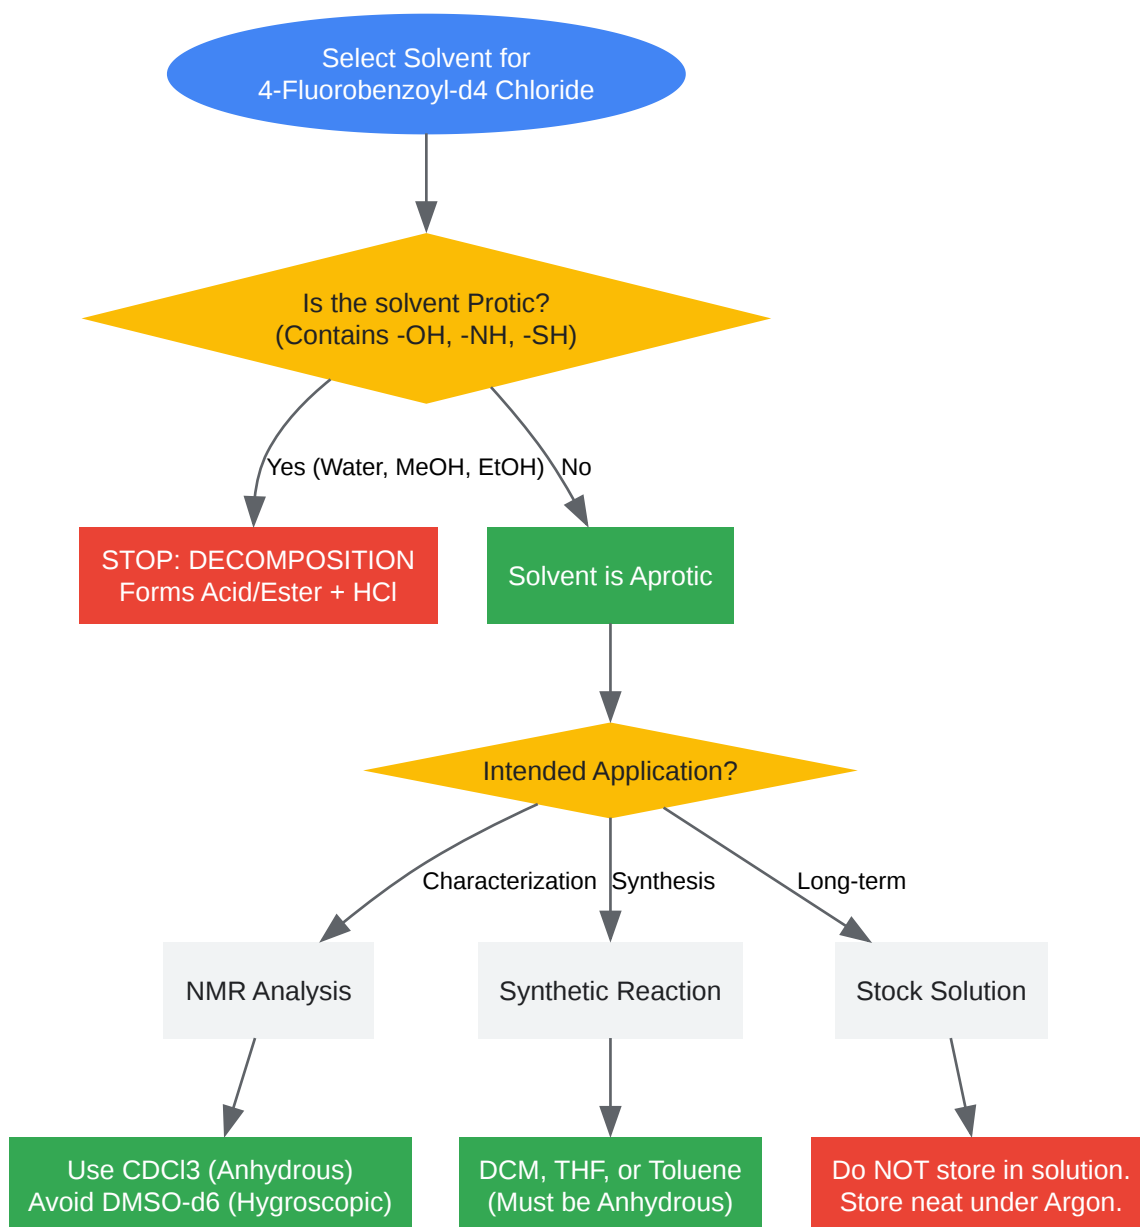 Select Solvent for
4-Fluorobenzoyl-d4 Chloride
Is the solvent Protic?
(Contains -OH, -NH, -SH)
Yes (Water, MeOH, EtOH)
No
STOP: DECOMPOSITION
Forms Acid/Ester + HCl
Solvent is Aprotic
Intended Application?
Characterization
Synthesis
Long-term
NMR Analysis
Synthetic Reaction
Stock Solution
Use CDCl3 (Anhydrous)
Avoid DMSO-d6 (Hygroscopic)
DCM, THF, or Toluene
(Must be Anhydrous)
Do NOT store in solution.
Store neat under Argon.